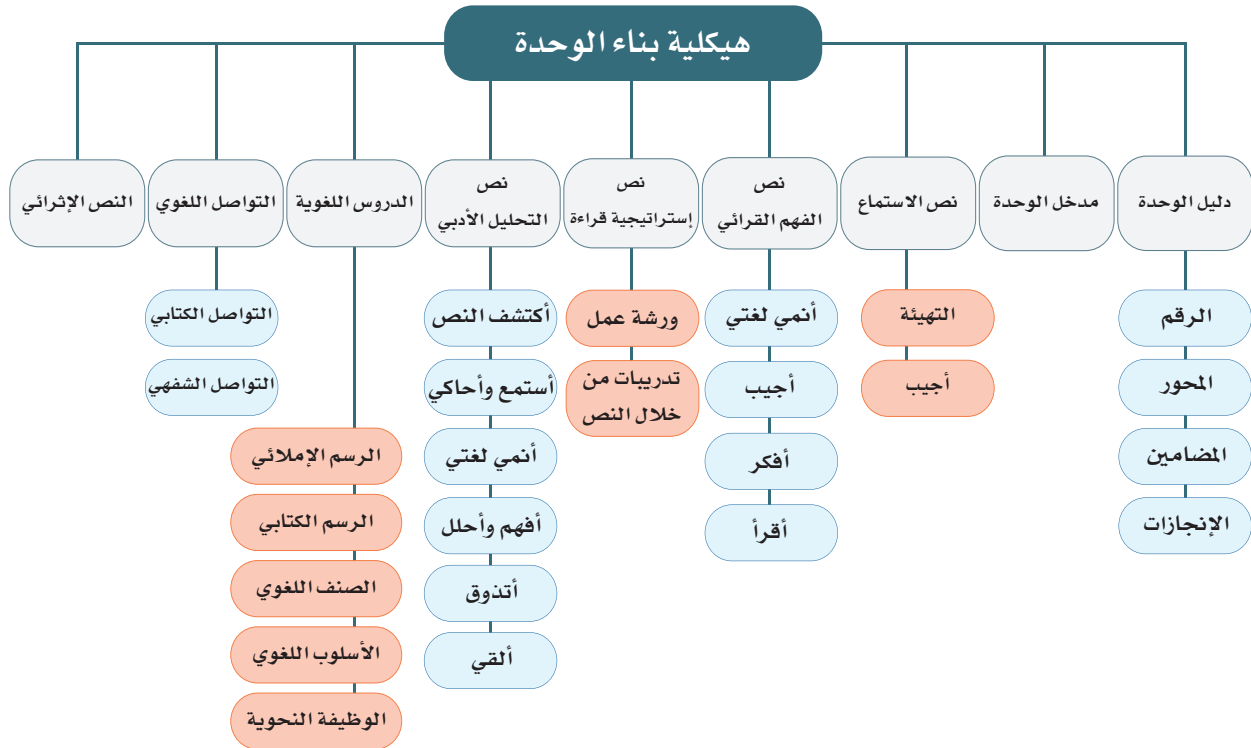 هيكلية بناء الوحدة
دليل الوحدة
الرقم
المحور
المضامين
الإنجازات
مدخل الوحدة
نص الاستماع
التهيئة
أجيب
نص
الفهم القرائي
أنمي لغتي
أجيب
أفكر
أقرأ
نص
إستراتيجية قراءة
ورشة عمل
تدريبات من
خلال النص
نص
التحليل الأدبي
أكتشف النص
أستمع وأحاكي
أنمي لغتي
أفهم وأحلل
أتذوق
ألقي
الدروس اللغوية
الرسم الإملائي
الرسم الكتابي
الصنف اللغوي
الأسلوب اللغوي
الوظيفة النحوية
التواصل اللغوي
التواصل الكتابي
التواصل الشفهي
النص الإثرائي